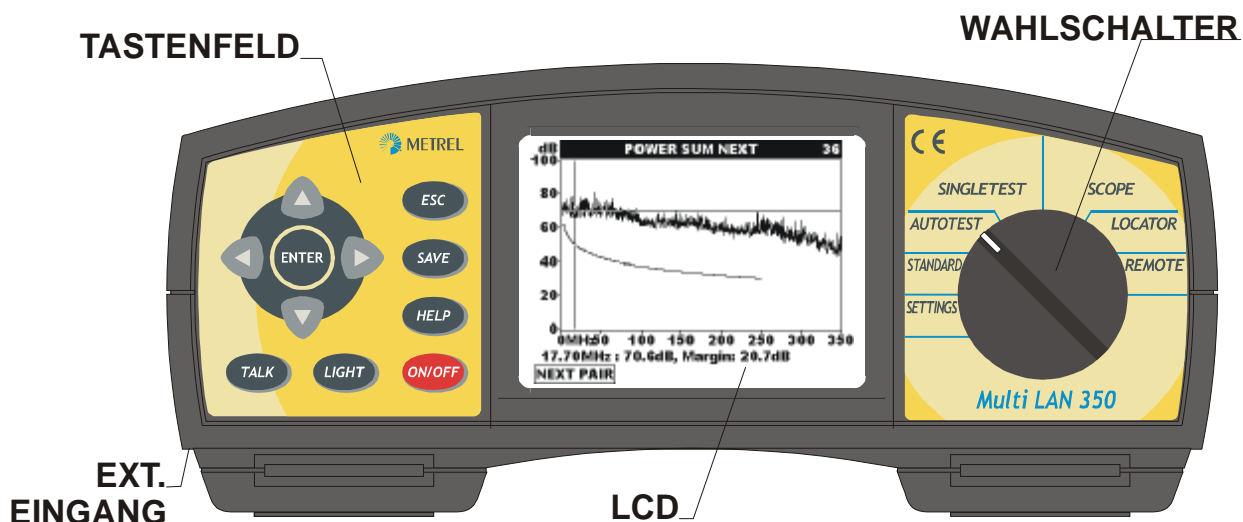 TASTENFELD
WAHLSCHALTER
METREL
ESC
SAVE
HELP
ENTER
TALK
LIGHT
ON/OFF
dB
POWER SUM NEXT 36
100
80
60
40
20
0
0MHz 50 100 150 200 250 300 350
17.70MHz : 70.6dB, Margin: 20.7dB
NEXT PAIR
CE
SINGLETEST
SCOPE
AUTOTEST
LOCATOR
STANDARD
REMOTE
SETTINGS
Multi LAN 350
EXT.
EINGANG
LCD